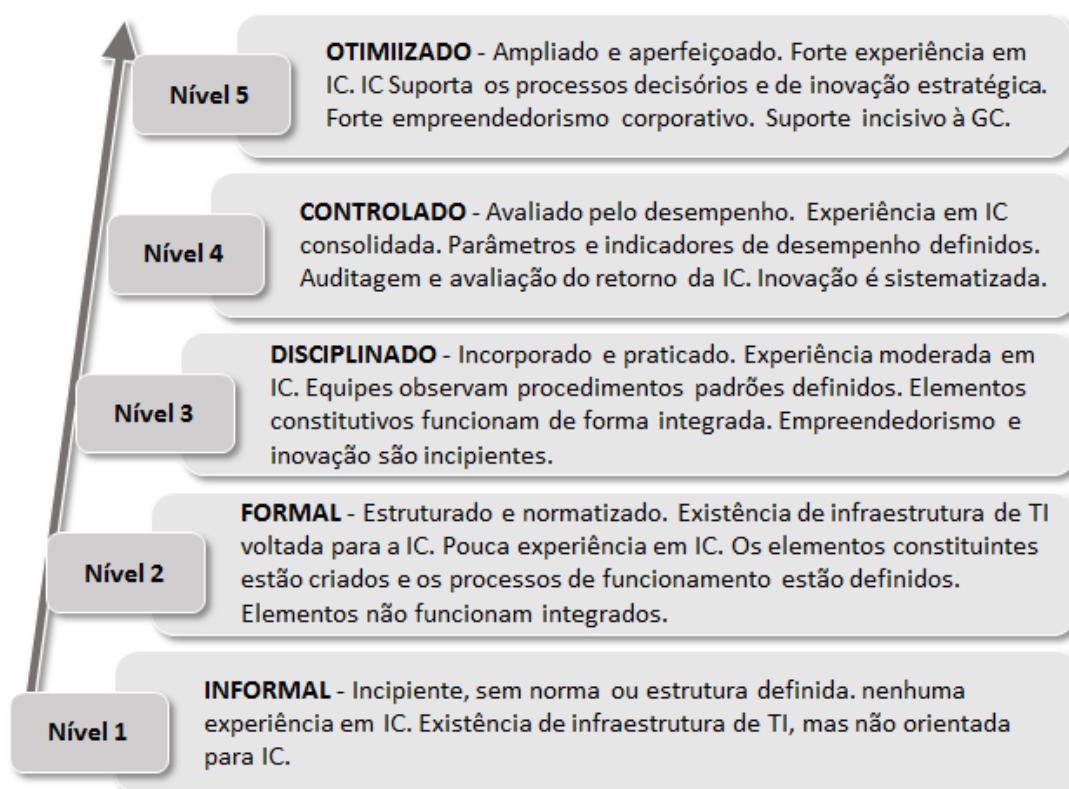 OTIMIIZADO - Ampliado e aperfeiçoado. Forte experiência em
IC. IC Suporta os processos decisórios e de inovação estratégica.
Forte empreendedorismo corporativo. Suporte incisivo à GC.
Nível 5
CONTROLADO - Avaliado pelo desempenho. Experiência em IC
consolidada. Parâmetros e indicadores de desempenho definidos.
Auditagem e avaliação do retorno da IC. Inovação é sistematizada.
Nível 4
DISCIPLINADO - Incorporado e praticado. Experiência moderada em
IC. Equipes observam procedimentos padrões definidos. Elementos
constitutivos funcionam de forma integrada. Empreendedorismo e
inovação são incipientes.
Nível 3
FORMAL - Estruturado e normatizado. Existência de infraestrutura de TI
voltada para a IC. Pouca experiência em IC. Os elementos constituintes
estão criados e os processos de funcionamento estão definidos.
Elementos não funcionam integrados.
Nível 2
INFORMAL - Incipiente, sem norma ou estrutura definida. nenhuma
experiência em IC. Existência de infraestrutura de TI, mas não orientada
para IC.
Nível 1